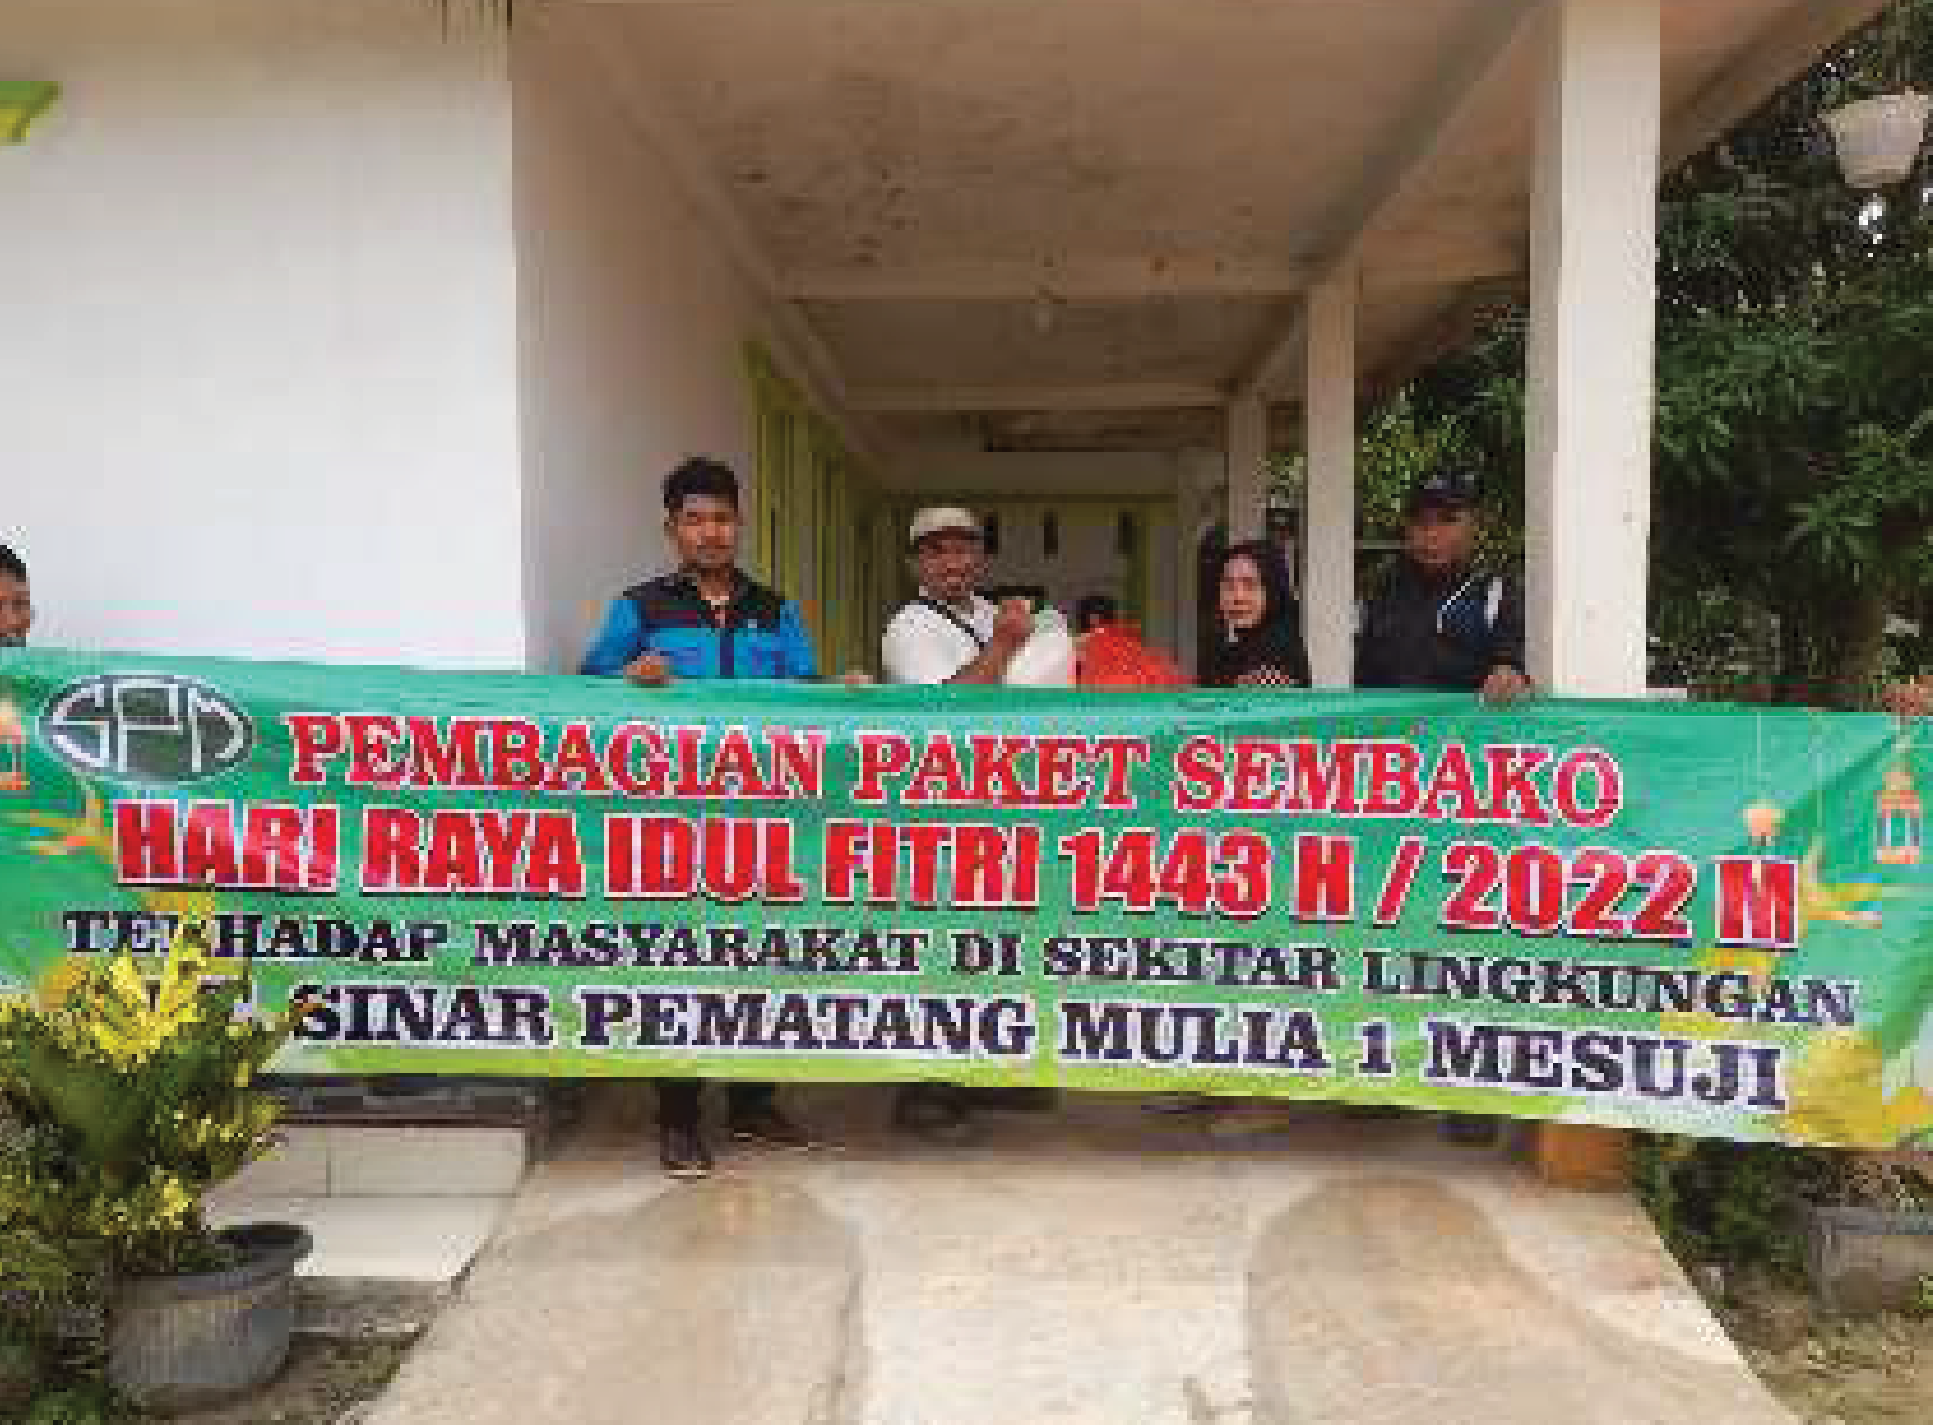 SPM
PEMBAGIAN PAKET SEMBAKO
HARI RAYA IDUL FITRI 1443 H / 2022 M
TERHADAP MASYARAKAT DI SEKITAR LINGKUNGAN
SINAR PEMATANG MULIA 1 MESUJI